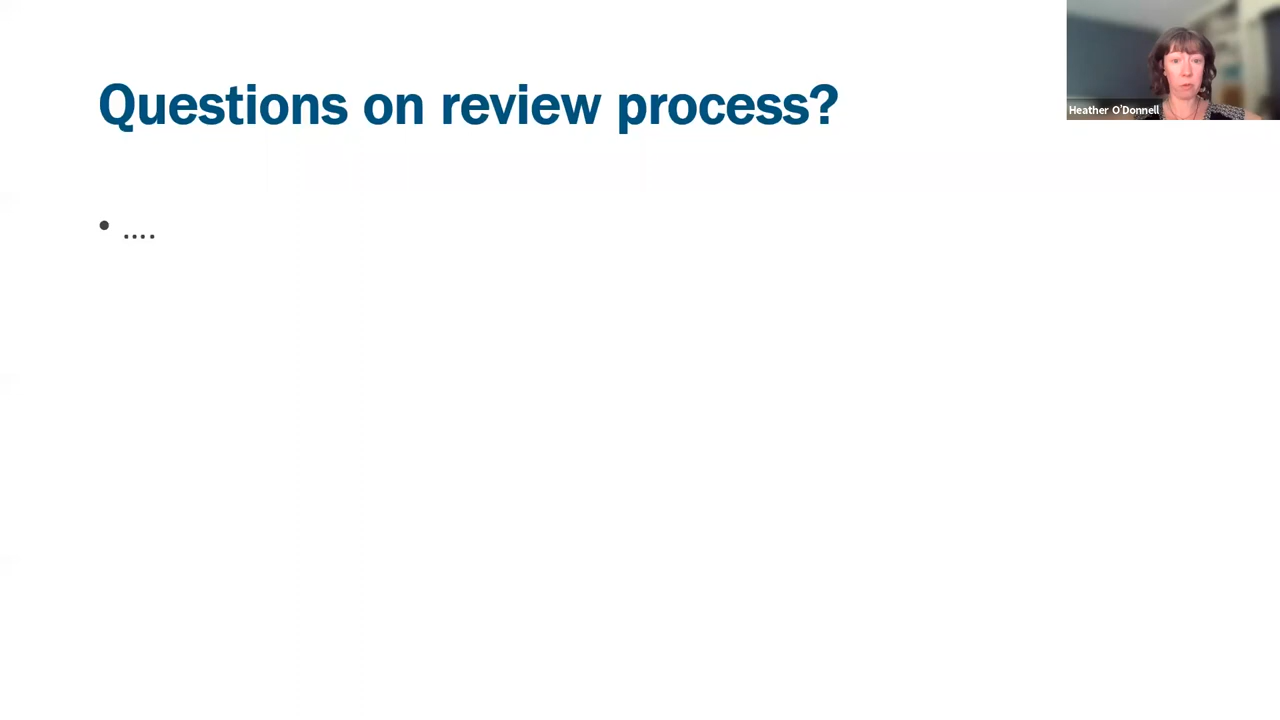 Questions on review process?
• ....
Heather O'Donnell